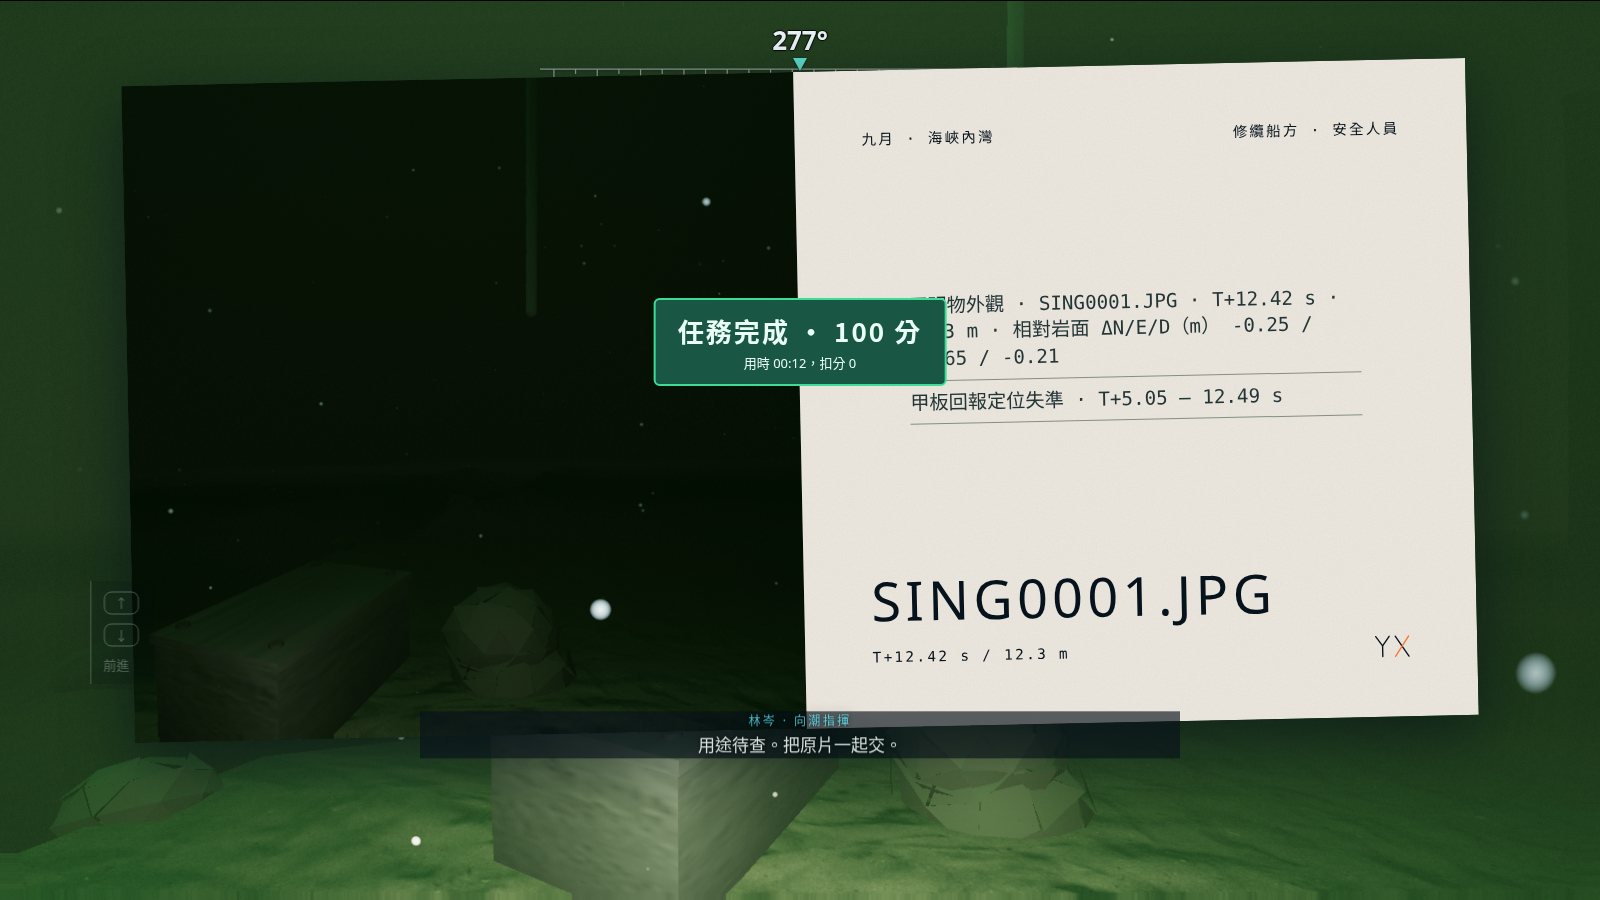 277°
九月 · 海峽內灣
修纜船方 · 安全人員
物外觀 · SING0001.JPG · T+12.42 s ·
m · 相對岩面 ΔN/E/D（m） -0.25 /
65 / -0.21
甲板回報定位失準 · T+5.05 — 12.49 s
任務完成 · 100 分
用時 00:12，扣分 0
SING0001.JPG
T+12.42 s / 12.3 m
YX
↑
↓
前進
林岑 · 向潮指揮
用途待查。把原片一起交。